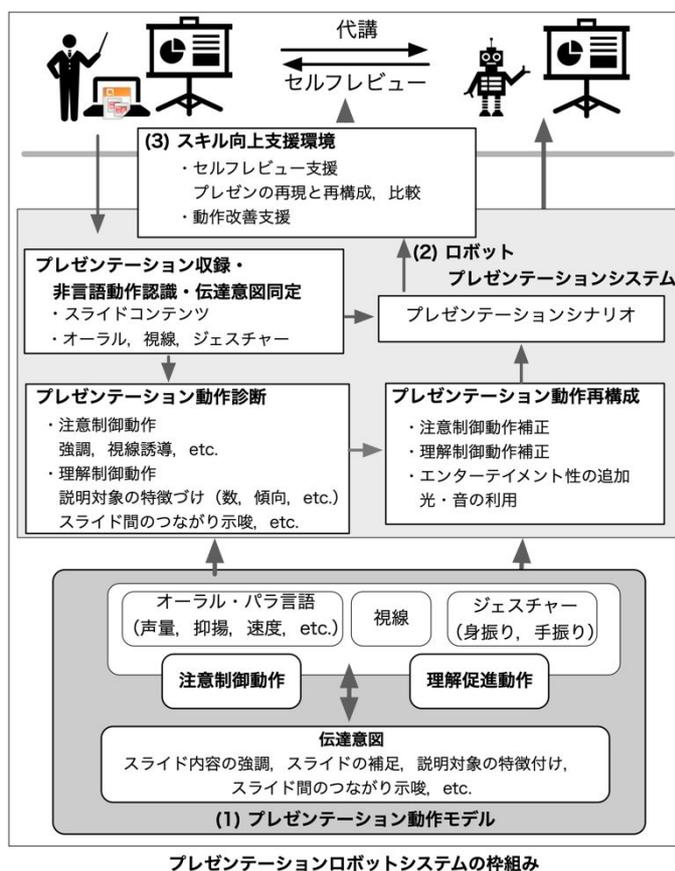 代講
セルフレビュー
(3) スキル向上支援環境
・セルフレビュー支援
プレゼンの再現と再構成，比較
・動作改善支援
(2) ロボット
プレゼンテーションシステム
プレゼンテーション収録・
非言語動作認識・伝達意図同定
・スライドコンテンツ
・オーラル，視線，ジェスチャー
プレゼンテーションシナリオ
プレゼンテーション動作診断
・注意制御動作
強調，視線誘導，etc.
・理解制御動作
説明対象の特徴づけ（数，傾向，etc.）
スライド間のつながり示唆，etc.
プレゼンテーション動作再構成
・注意制御動作補正
・理解制御動作補正
・エンターテイメント性の追加
光・音の利用
オーラル・パラ言語
（声量，抑揚，速度，etc.）
視線
ジェスチャー
（身振り，手振り）
注意制御動作
理解促進動作
伝達意図
スライド内容の強調，スライドの補足，説明対象の特徴付け，
スライド間のつながり示唆，etc.
(1) プレゼンテーション動作モデル
プレゼンテーションロボットシステムの枠組み